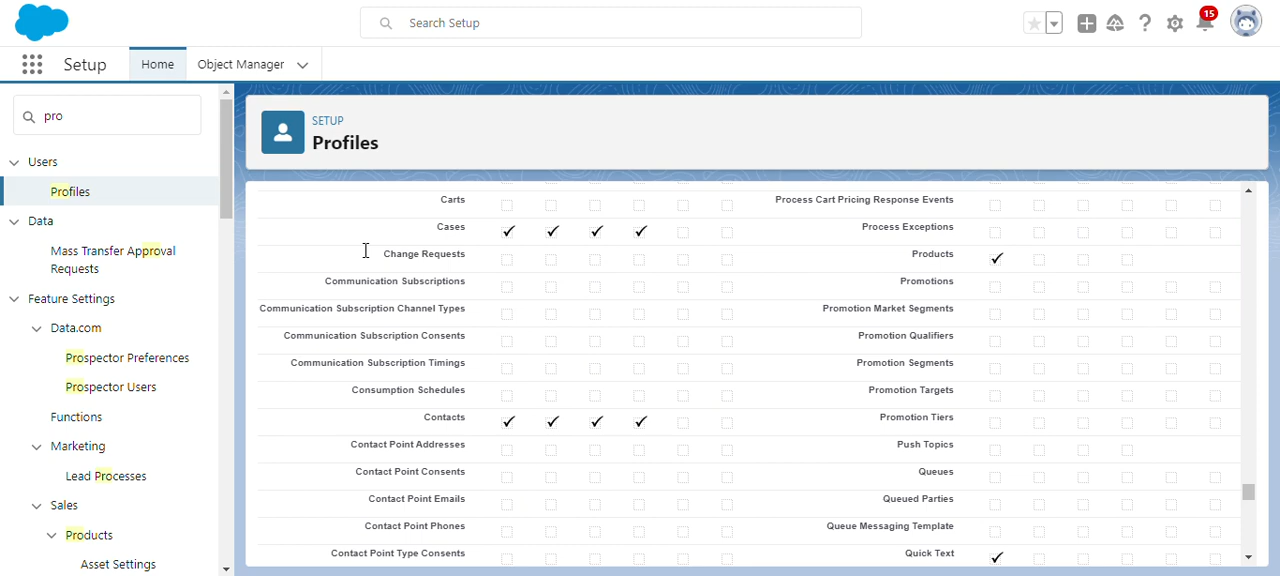 Search Setup
15
Setup
Home
Object Manager
pro
Users
Profiles
Data
Mass Transfer Approval
Requests
Feature Settings
Data.com
Prospector Preferences
Prospector Users
Functions
Marketing
Lead Processes
Sales
Products
Asset Settings
SETUP
Profiles
Carts
Process Cart Pricing Response Events
Cases
Process Exceptions
Change Requests
Products
Communication Subscriptions
Promotions
Communication Subscription Channel Types
Promotion Market Segments
Communication Subscription Consents
Promotion Qualifiers
Communication Subscription Timings
Promotion Segments
Consumption Schedules
Promotion Targets
Contacts
Promotion Tiers
Contact Point Addresses
Push Topics
Contact Point Consents
Queues
Contact Point Emails
Queued Parties
Contact Point Phones
Queue Messaging Template
Contact Point Type Consents
Quick Text